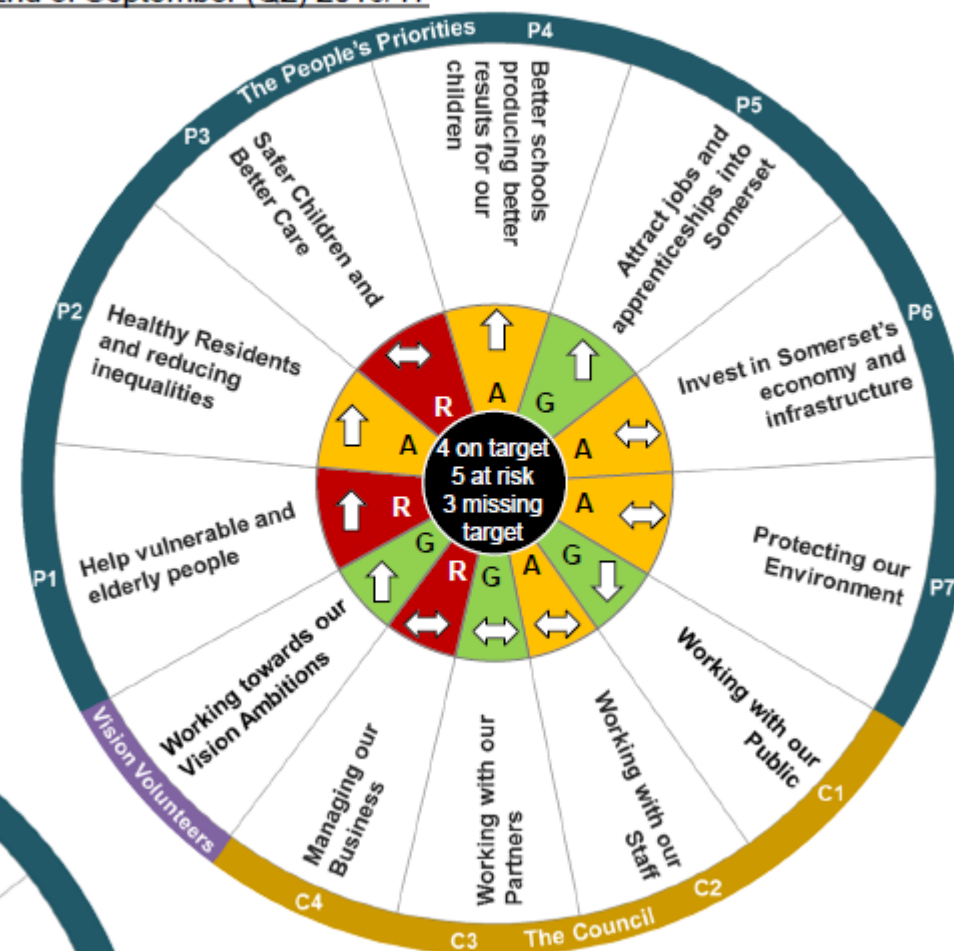 The People's Priorities
P4
Better schools
producing better
results for our
children
P5
Attract jobs and
apprenticeships into
Somerset
P6
Invest in Somerset's
economy and
infrastructure
P7
Protecting our
Environment
C1
Working with our
Public
C2
Working with our
Staff
The Council
C3
Working with our
Partners
C4
Managing our
Business
Vision Volunteers
Working towards our
Vision Ambitions
P1
Help vulnerable and
elderly people
P2
Healthy Residents
and reducing
inequalities
P3
Safer Children and
Better Care
A
G
A
A
G
A
G
R
G
R
A
R
4 on target
5 at risk
3 missing
target